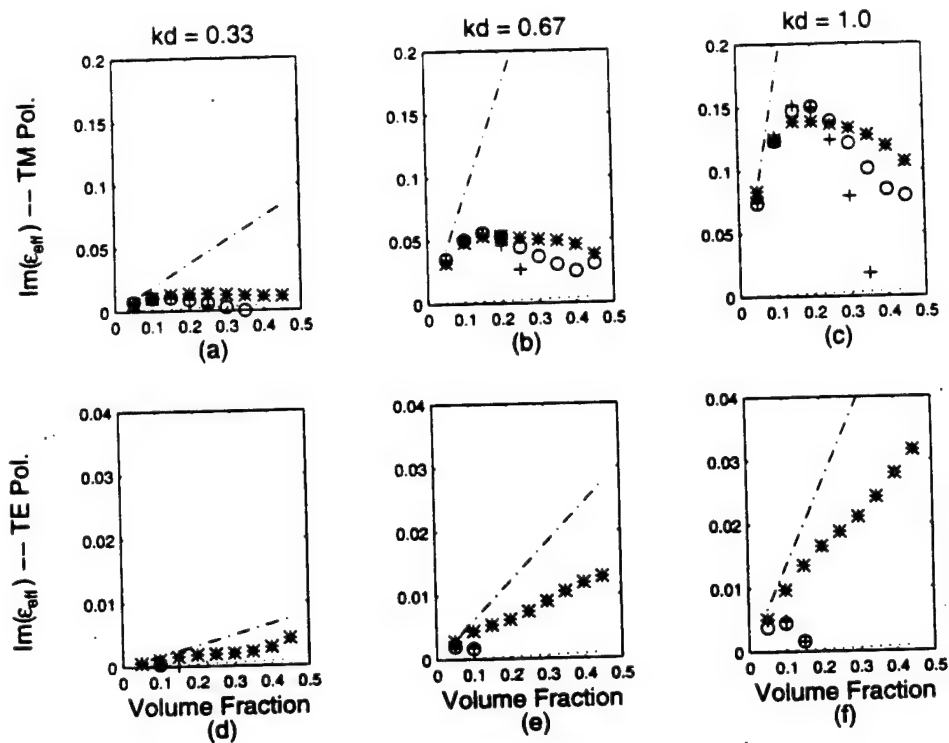 kd = 0.33
kd = 0.67
kd = 1.0
Im(ε_eff) –– TM Pol.
0.2
0.15
0.1
0.05
0
0 0.1 0.2 0.3 0.4 0.5
(a)
0.2
0.15
0.1
0.05
0
0 0.1 0.2 0.3 0.4 0.5
(b)
0.2
0.15
0.1
0.05
0
0 0.1 0.2 0.3 0.4 0.5
(c)
Im(ε_eff) –– TE Pol.
0.04
0.03
0.02
0.01
0
0 0.1 0.2 0.3 0.4 0.5
Volume Fraction
(d)
0.04
0.03
0.02
0.01
0
0 0.1 0.2 0.3 0.4 0.5
Volume Fraction
(e)
0.04
0.03
0.02
0.01
0
0 0.1 0.2 0.3 0.4 0.5
Volume Fraction
(f)